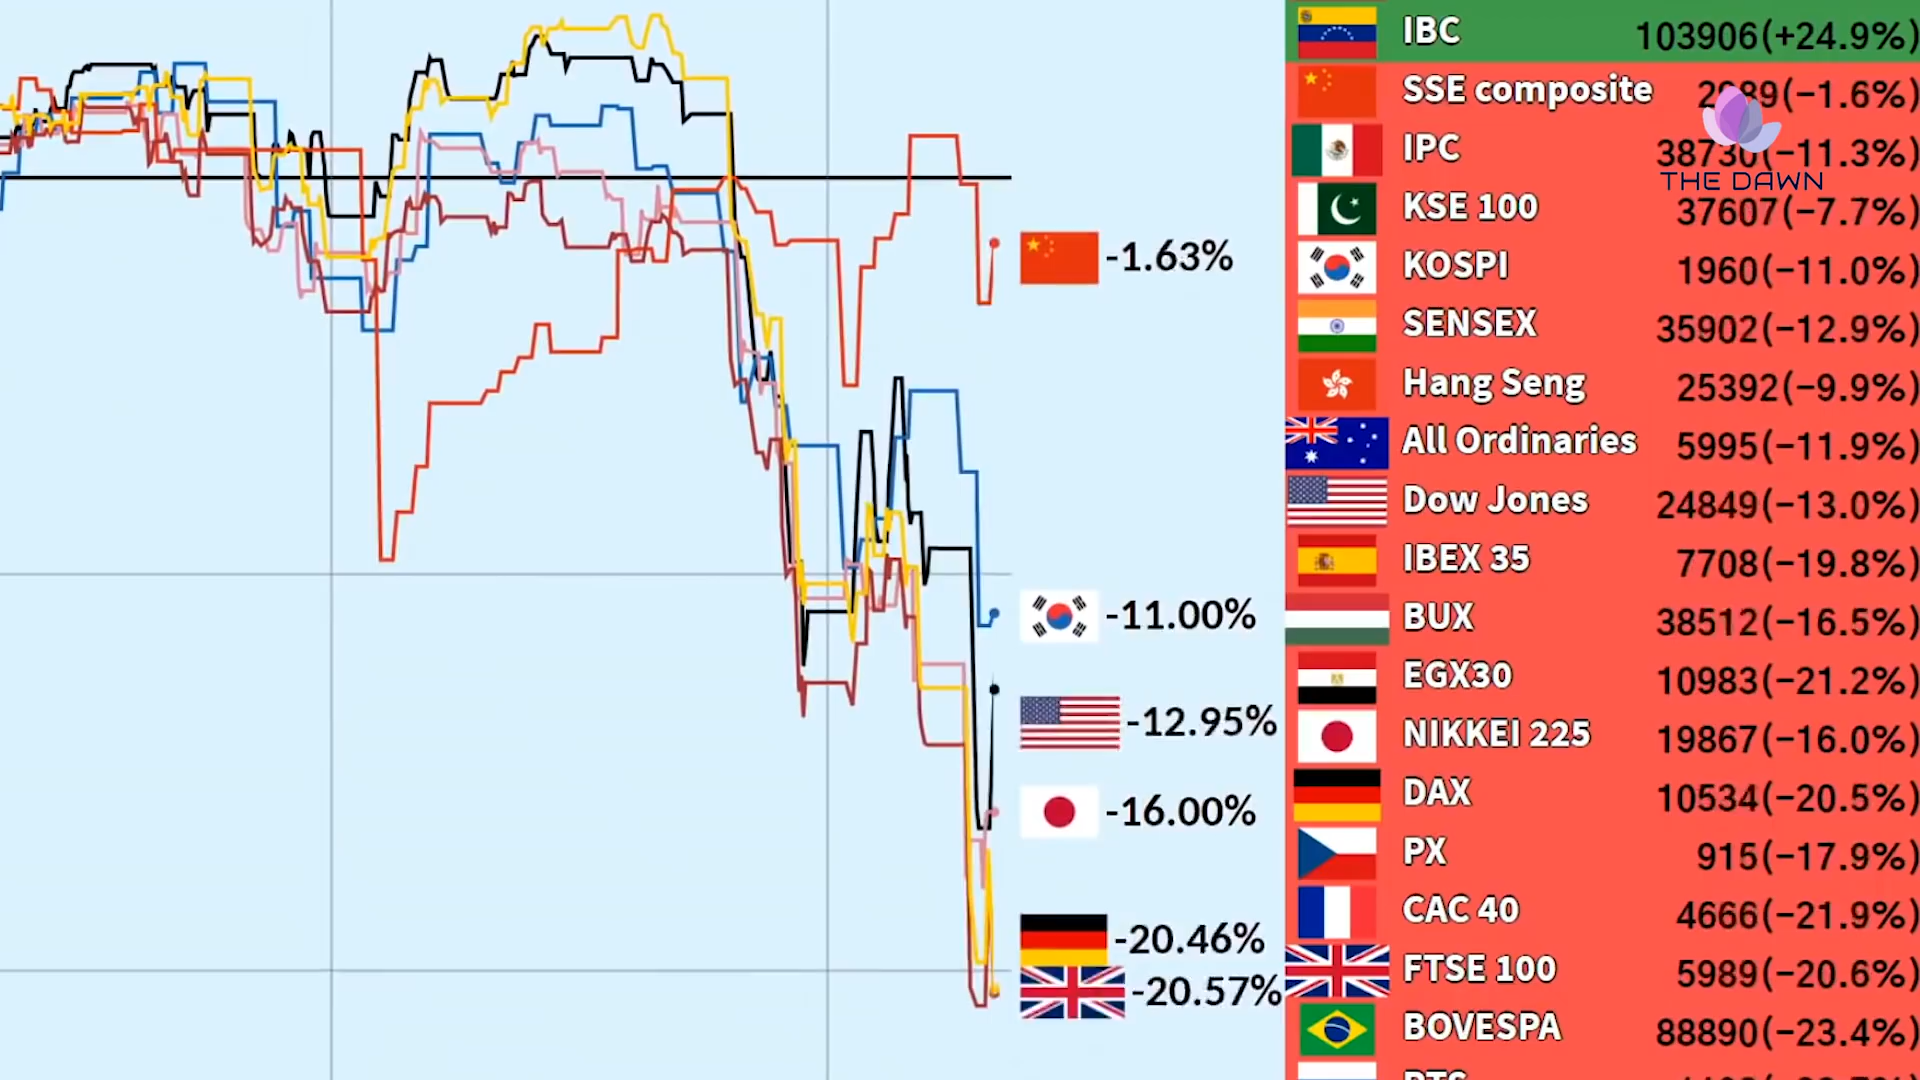 IBC 103906(+24.9%)
SSE composite 2989(−1.6%)
IPC 38730(−11.3%)
THE DAWN
KSE 100 37607(−7.7%)
KOSPI 1960(−11.0%)
SENSEX 35902(−12.9%)
Hang Seng 25392(−9.9%)
All Ordinaries 5995(−11.9%)
Dow Jones 24849(−13.0%)
IBEX 35 7708(−19.8%)
BUX 38512(−16.5%)
EGX30 10983(−21.2%)
NIKKEI 225 19867(−16.0%)
DAX 10534(−20.5%)
PX 915(−17.9%)
CAC 40 4666(−21.9%)
FTSE 100 5989(−20.6%)
BOVESPA 88890(−23.4%)
-1.63%
-11.00%
-12.95%
-16.00%
-20.46%
-20.57%